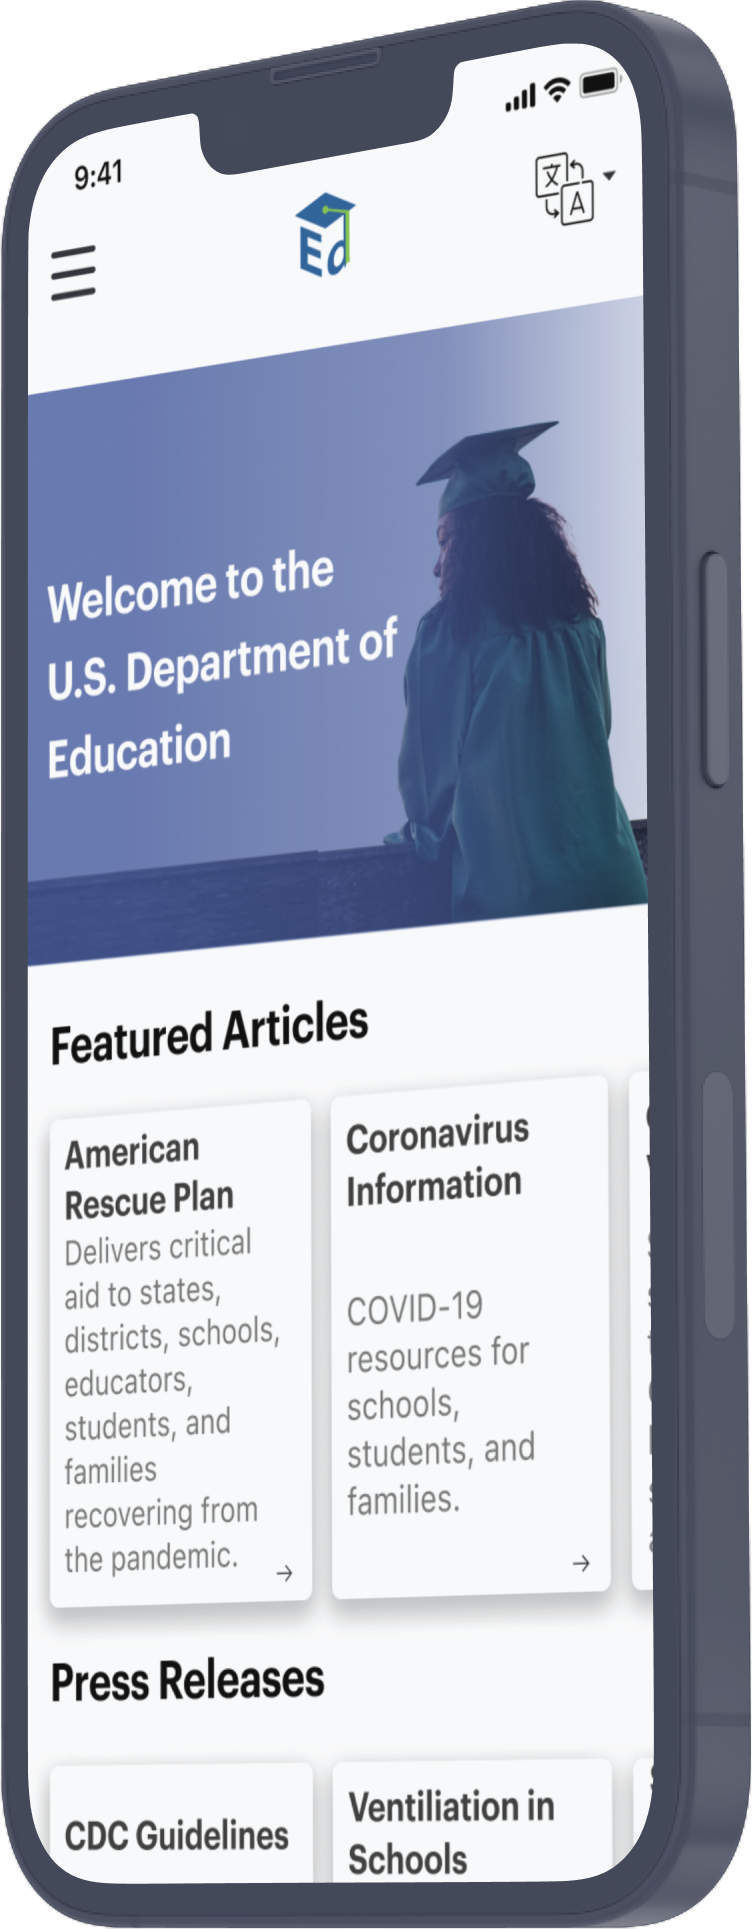 9:41
文
A
Ed
Welcome to the
U.S. Department of
Education
Featured Articles
American
Rescue Plan
Delivers critical
aid to states,
districts, schools,
educators,
students, and
families
recovering from
the pandemic.
→
Coronavirus
Information
COVID-19
resources for
schools,
students, and
families.
→
Press Releases
CDC Guidelines
Ventiliation in
Schools